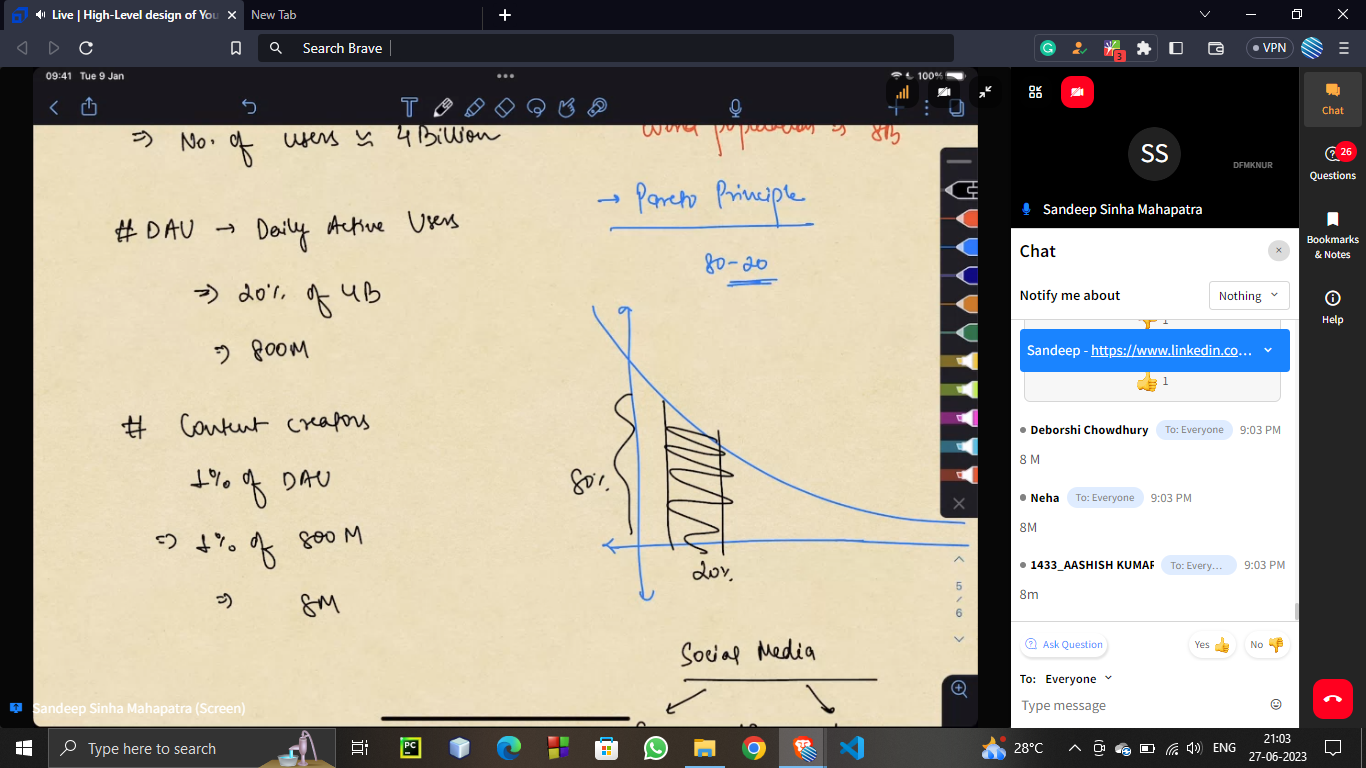 Live | High-Level design of You
New Tab
Search Brave
3
VPN
09:41 Tue 9 Jan
100%
⇒ No. of users ≃ 4 Billion
World population ⇒ 8B
# DAU → Daily Active Users
⇒ 20% of 4B
⇒ 800M
# Content creators
1% of DAU
⇒ 1% of 800M
⇒ 8M
→ Pareto Principle
80-20
80%
20%
Social Media
5
/
6
Sandeep Sinha Mahapatra (Screen)
SS
DFMKNUR
Sandeep Sinha Mahapatra
Chat
Notify me about
Nothing
1
Sandeep - https://www.linkedin.co...
1
Deborshi Chowdhury To: Everyone 9:03 PM
8 M
Neha To: Everyone 9:03 PM
8M
1433_AASHISH KUMAR To: Every... 9:03 PM
8m
Ask Question
Yes
No
To: Everyone
Type message
Chat
26
Questions
Bookmarks
& Notes
Help
Type here to search
PC
28°C
ENG
21:03
27-06-2023